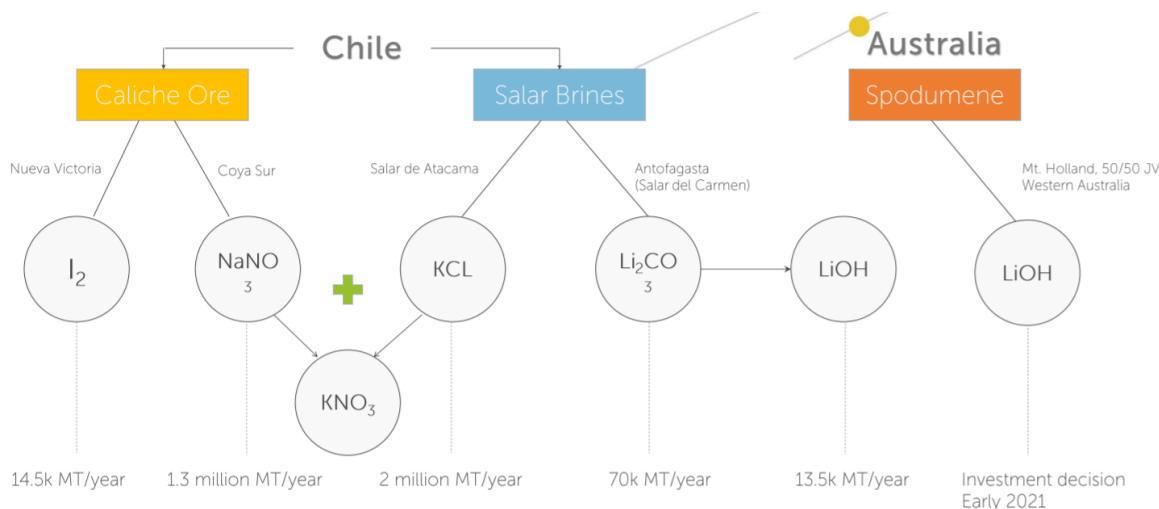 Chile
Australia
Caliche Ore
Salar Brines
Spodumene
Nueva Victoria
Coya Sur
Salar de Atacama
Antofagasta
(Salar del Carmen)
Mt. Holland, 50/50 JV
Western Australia
I₂
NaNO
3
KCL
Li₂CO
3
LiOH
LiOH
KNO₃
14.5k MT/year
1.3 million MT/year
2 million MT/year
70k MT/year
13.5k MT/year
Investment decision
Early 2021